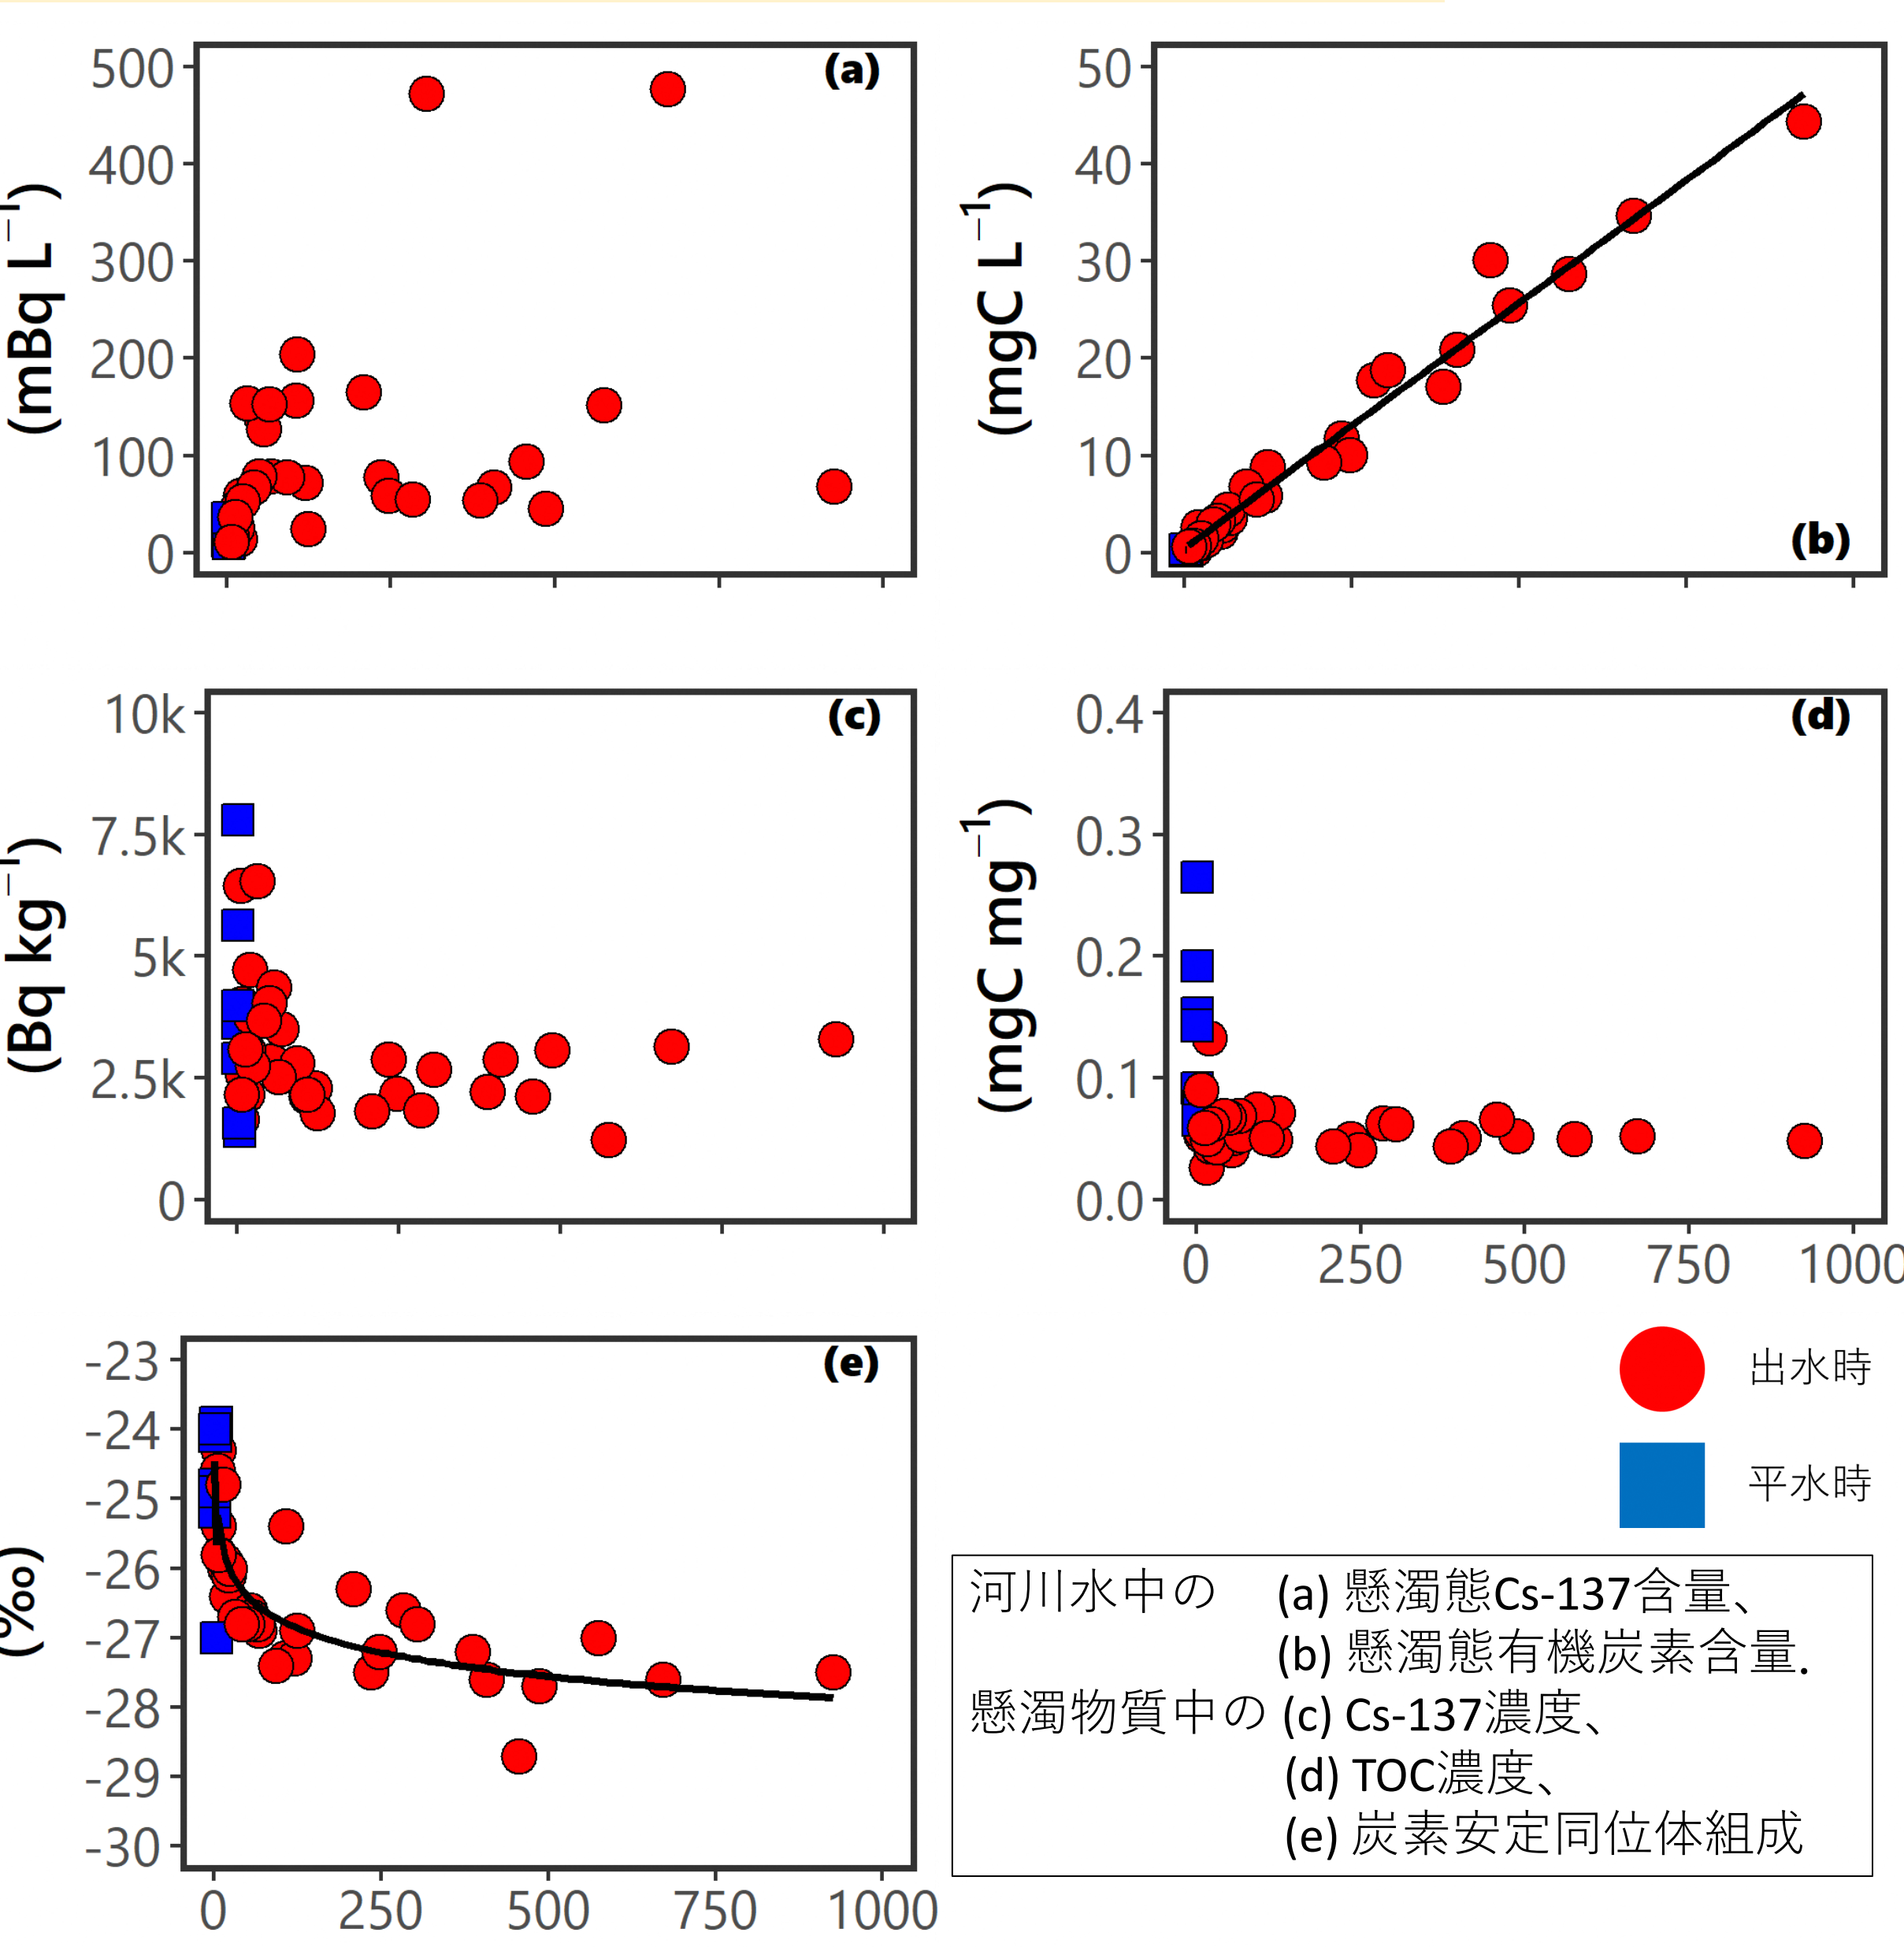 (a)
500
400
300
200
100
0
(mBq L⁻¹)
(b)
50
40
30
20
10
0
(mgC L⁻¹)
(c)
10k
7.5k
5k
2.5k
0
(Bq kg⁻¹)
(d)
0.4
0.3
0.2
0.1
0.0
(mgC mg⁻¹)
0 250 500 750 1000
(e)
-23
-24
-25
-26
-27
-28
-29
-30
(‰)
0 250 500 750 1000
出水時
平水時
河川水中の (a) 懸濁態Cs-137含量、
(b) 懸濁態有機炭素含量.
懸濁物質中の (c) Cs-137濃度、
(d) TOC濃度、
(e) 炭素安定同位体組成